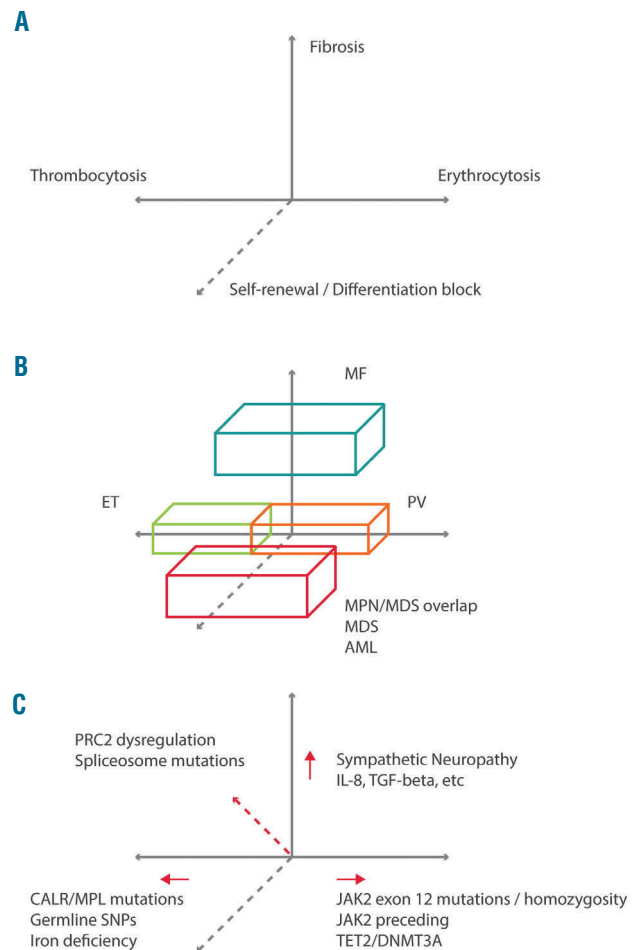 A
Fibrosis
Thrombocytosis
Erythrocytosis
Self-renewal / Differentiation block
B
MF
ET
PV
MPN/MDS overlap
MDS
AML
C
PRC2 dysregulation
Spliceosome mutations
Sympathetic Neuropathy
IL-8, TGF-beta, etc
CALR/MPL mutations
Germline SNPs
Iron deficiency
JAK2 exon 12 mutations / homozygosity
JAK2 preceding
TET2/DNMT3A